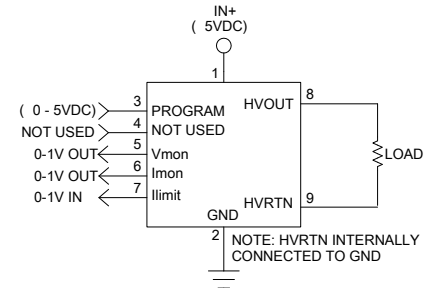 IN+
( 5VDC)
1
( 0 - 5VDC) 3 PROGRAM HVOUT 8
NOT USED 4 NOT USED
0-1V OUT 5 Vmon LOAD
0-1V OUT 6 Imon
0-1V IN 7 Ilimit HVRTN 9
GND
2 NOTE: HVRTN INTERNALLY
CONNECTED TO GND